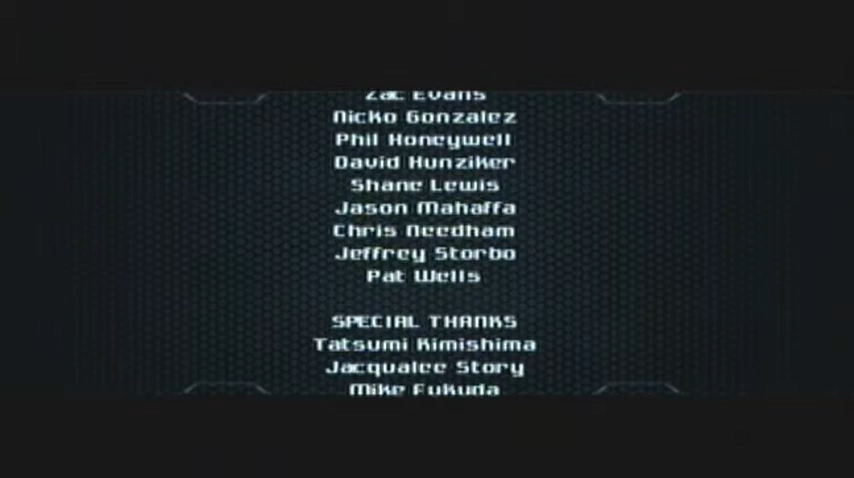 Zac Evans
Nicko Gonzalez
Phil Honeywell
David Hunziker
Shane Lewis
Jason Mahaffa
Chris Needham
Jeffrey Storbo
Pat Wells
SPECIAL THANKS
Tatsumi Kimishima
Jacqualee Story
Mike Fukuda